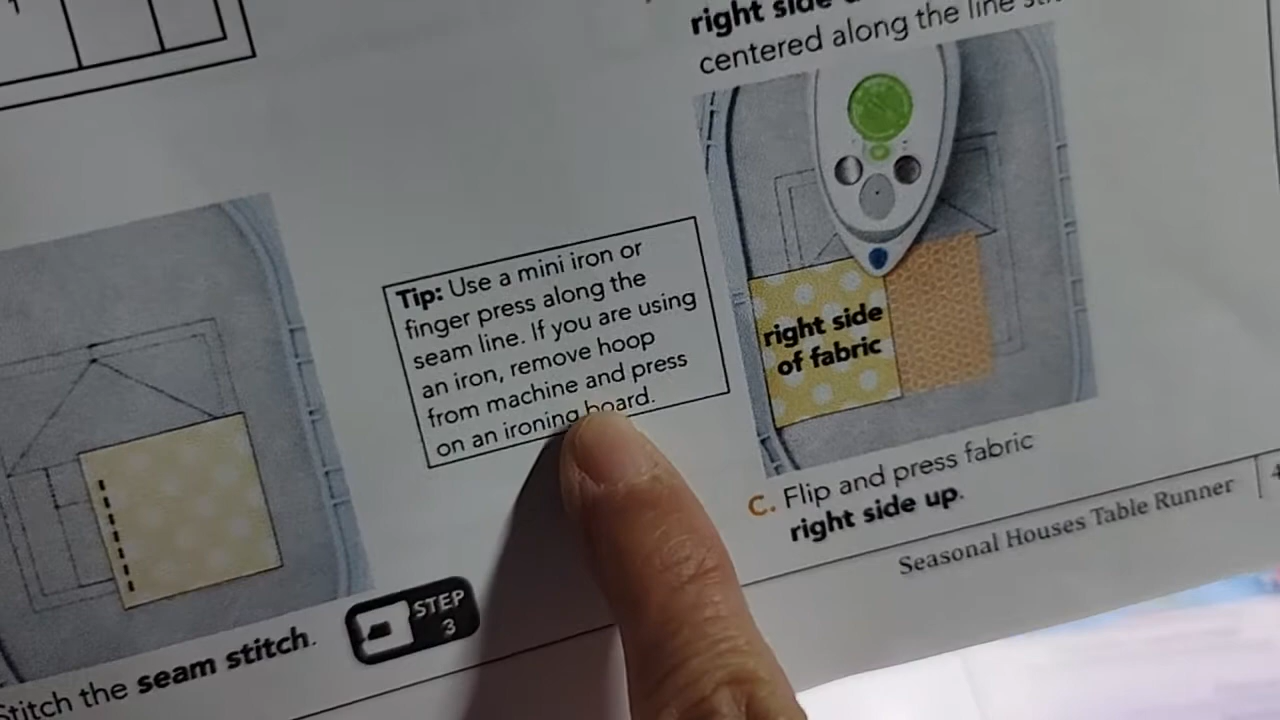 right side
centered along the line
Tip: Use a mini iron or
finger press along the
seam line. If you are using
an iron, remove hoop
from machine and press
on an ironing board.
right side
of fabric
C. Flip and press fabric
right side up.
Stitch the seam stitch.
STEP
3
Seasonal Houses Table Runner